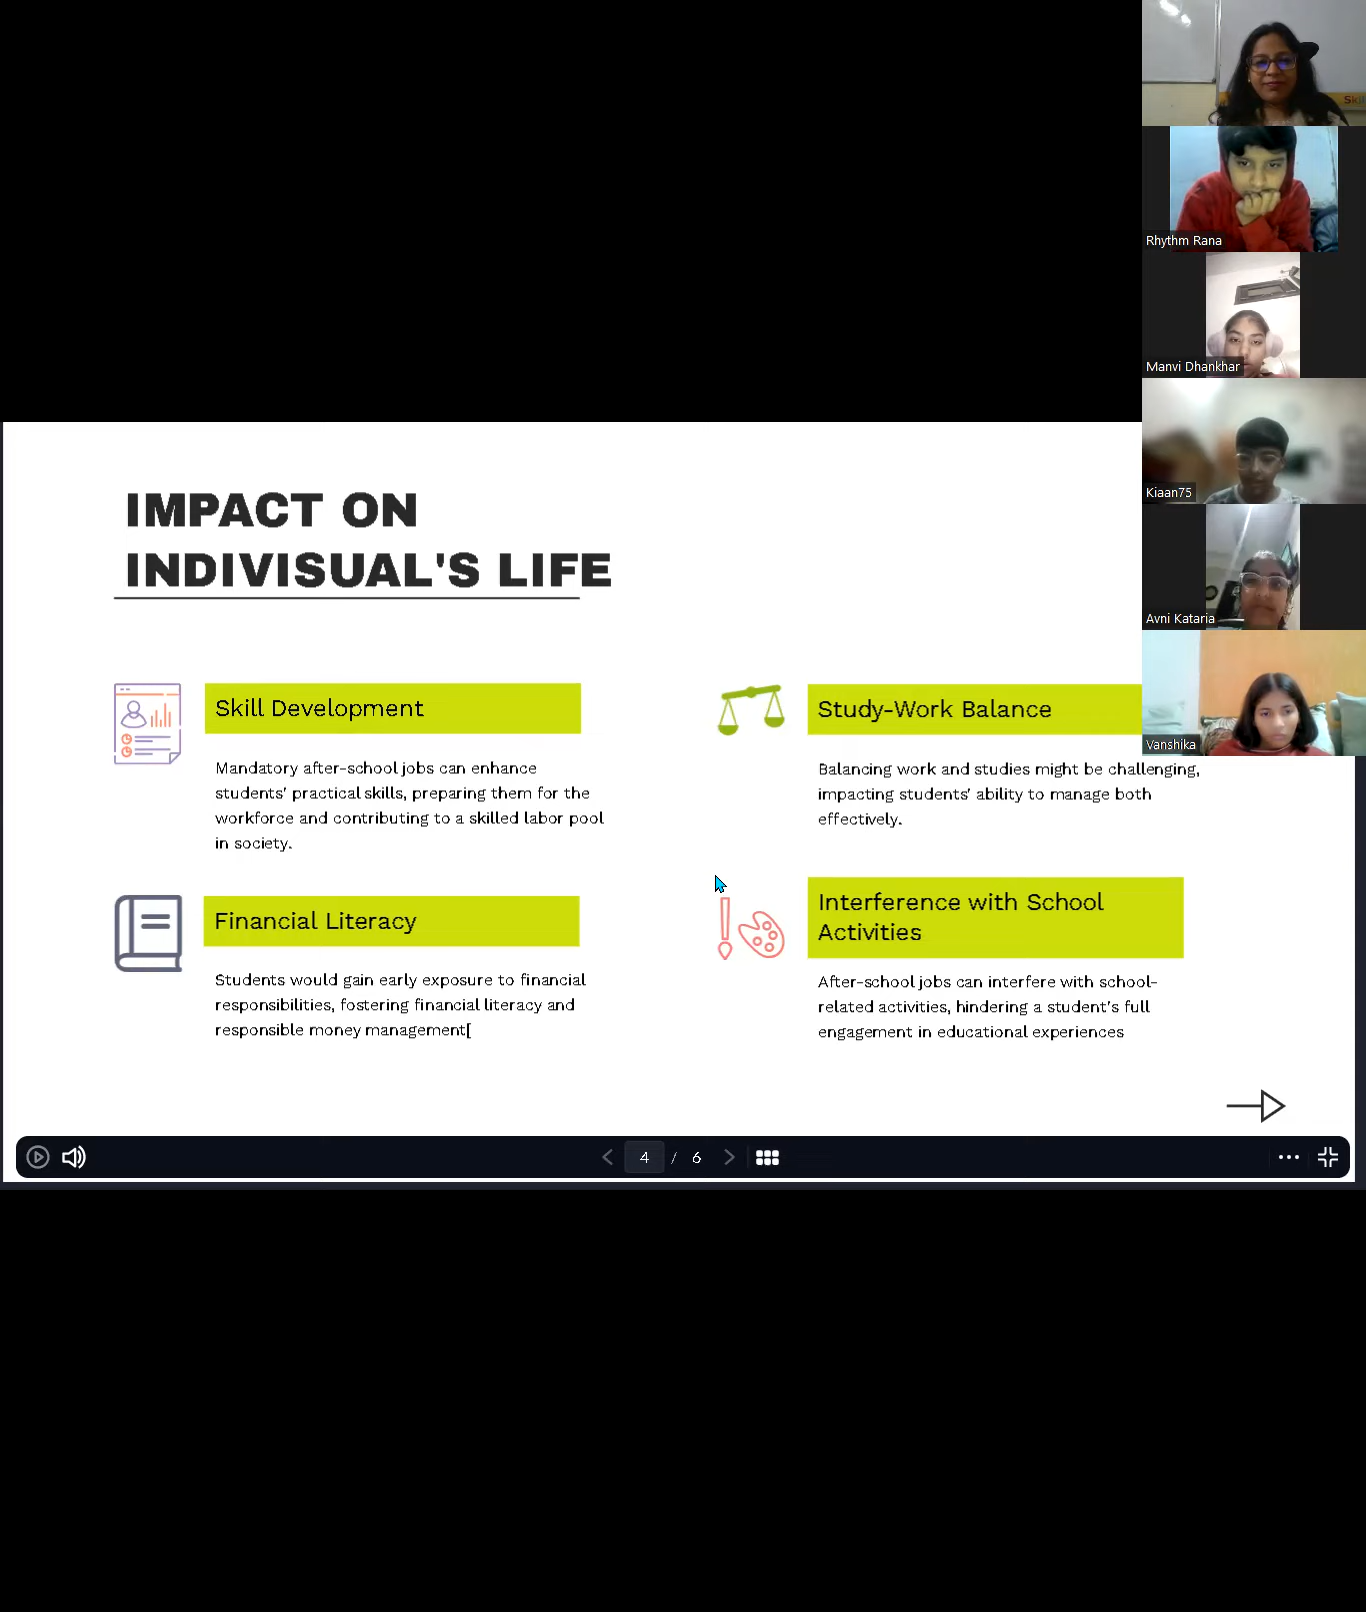 Skil
Rhythm Rana
Manvi Dhankhar
Kiaan75
Avni Kataria
Vanshika
IMPACT ON
INDIVISUAL'S LIFE
Skill Development
Mandatory after-school jobs can enhance
students' practical skills, preparing them for the
workforce and contributing to a skilled labor pool
in society.
Study-Work Balance
Balancing work and studies might be challenging,
impacting students' ability to manage both
effectively.
Financial Literacy
Students would gain early exposure to financial
responsibilities, fostering financial literacy and
responsible money management[
Interference with School
Activities
After-school jobs can interfere with school-
related activities, hindering a student's full
engagement in educational experiences
4 / 6